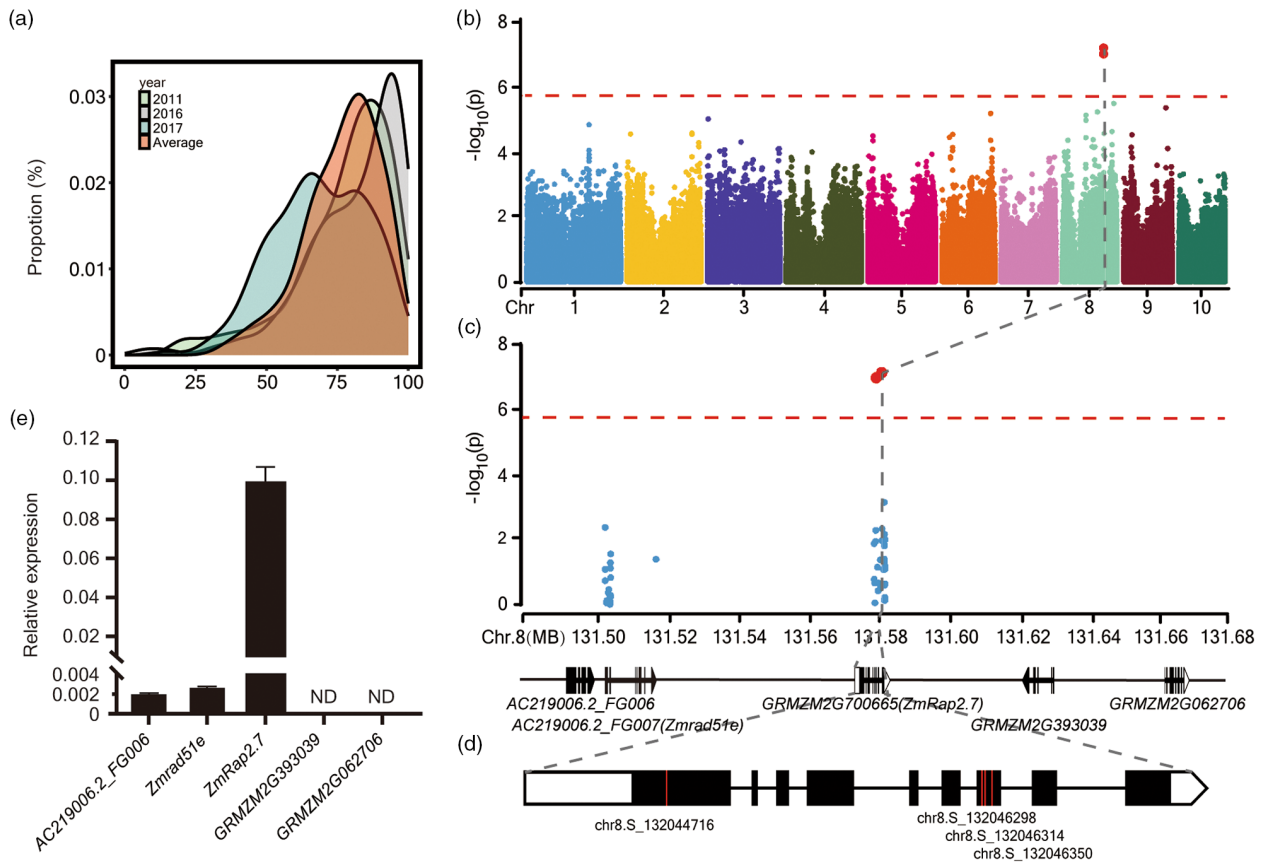 (a)
Propotion (%)
0.03
0.02
0.01
0
year
2011
2016
2017
Average
0 25 50 75 100
(b)
-log10(p)
8
6
4
2
0
Chr 1 2 3 4 5 6 7 8 9 10
(c)
-log10(p)
8
6
4
2
0
Chr.8(MB) 131.50 131.52 131.54 131.56 131.58 131.60 131.62 131.64 131.66 131.68
AC219006.2_FG006 GRMZM2G700665(ZmRap2.7) GRMZM2G062706
AC219006.2_FG007(Zmrad51e) GRMZM2G393039
(d)
chr8.S_132044716
chr8.S_132046298
chr8.S_132046314
chr8.S_132046350
(e)
Relative expression
0.12
0.10
0.08
0.06
0.04
0.02
0.004
0.002
0
ND ND
AC219006.2_FG006
Zmrad51e
ZmRap2.7
GRMZM2G393039
GRMZM2G062706